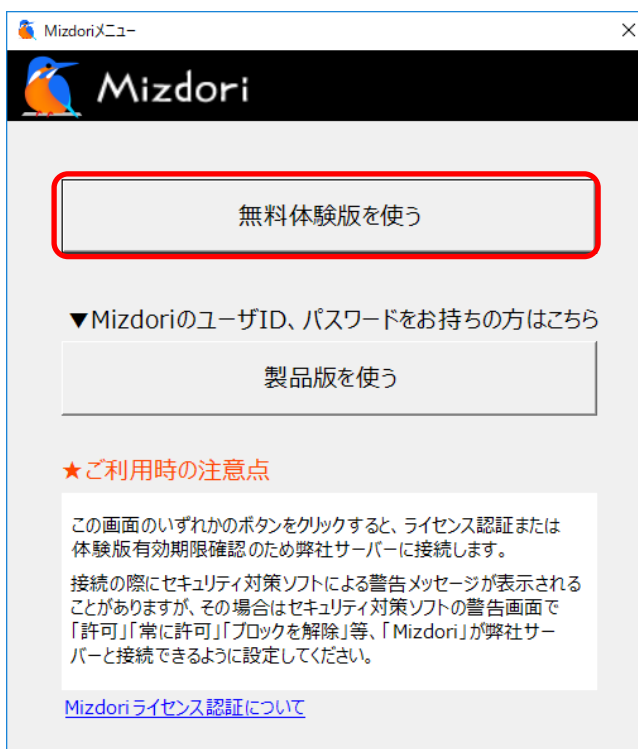 Mizdoriメニュー
Mizdori
無料体験版を使う
▼MizdoriのユーザID、パスワードをお持ちの方はこちら
製品版を使う
★ご利用時の注意点
この画面のいずれかのボタンをクリックすると、ライセンス認証または
体験版有効期限確認のため弊社サーバーに接続します。
接続の際にセキュリティ対策ソフトによる警告メッセージが表示される
ことがありますが、その場合はセキュリティ対策ソフトの警告画面で
「許可」「常に許可」「ブロックを解除」等、「Mizdori」が弊社サー
バーと接続できるように設定してください。
Mizdoriライセンス認証について